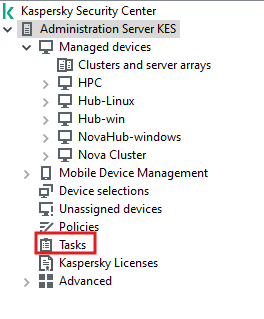 Kaspersky Security Center
Administration Server KES
Managed devices
Clusters and server arrays
HPC
Hub-Linux
Hub-win
NovaHub-windows
Nova Cluster
Mobile Device Management
Device selections
Unassigned devices
Policies
Tasks
Kaspersky Licenses
Advanced